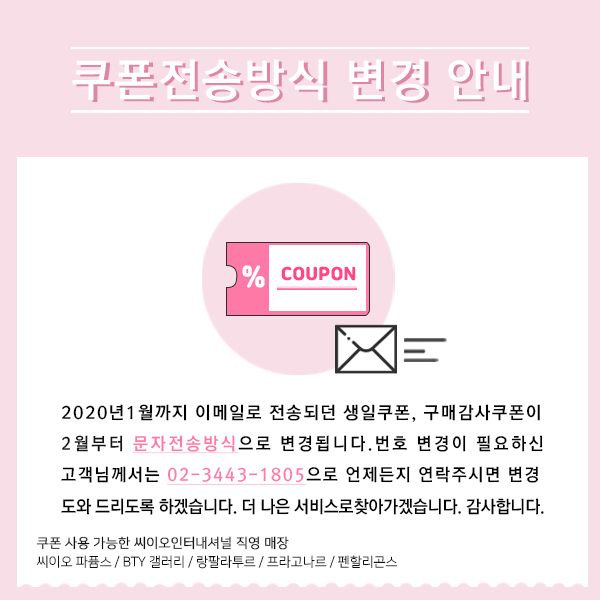 쿠폰전송방식 변경 안내
% COUPON
2020년1월까지 이메일로 전송되던 생일쿠폰, 구매감사쿠폰이
2월부터 문자전송방식으로 변경됩니다.번호 변경이 필요하신
고객님께서는 02-3443-1805으로 언제든지 연락주시면 변경
도와 드리도록 하겠습니다. 더 나은 서비스로찾아가겠습니다. 감사합니다.
쿠폰 사용 가능한 씨이오인터내셔널 직영 매장
씨이오 파퓸스 / BTY 갤러리 / 랑팔라투르 / 프라고나르 / 펜할리곤스